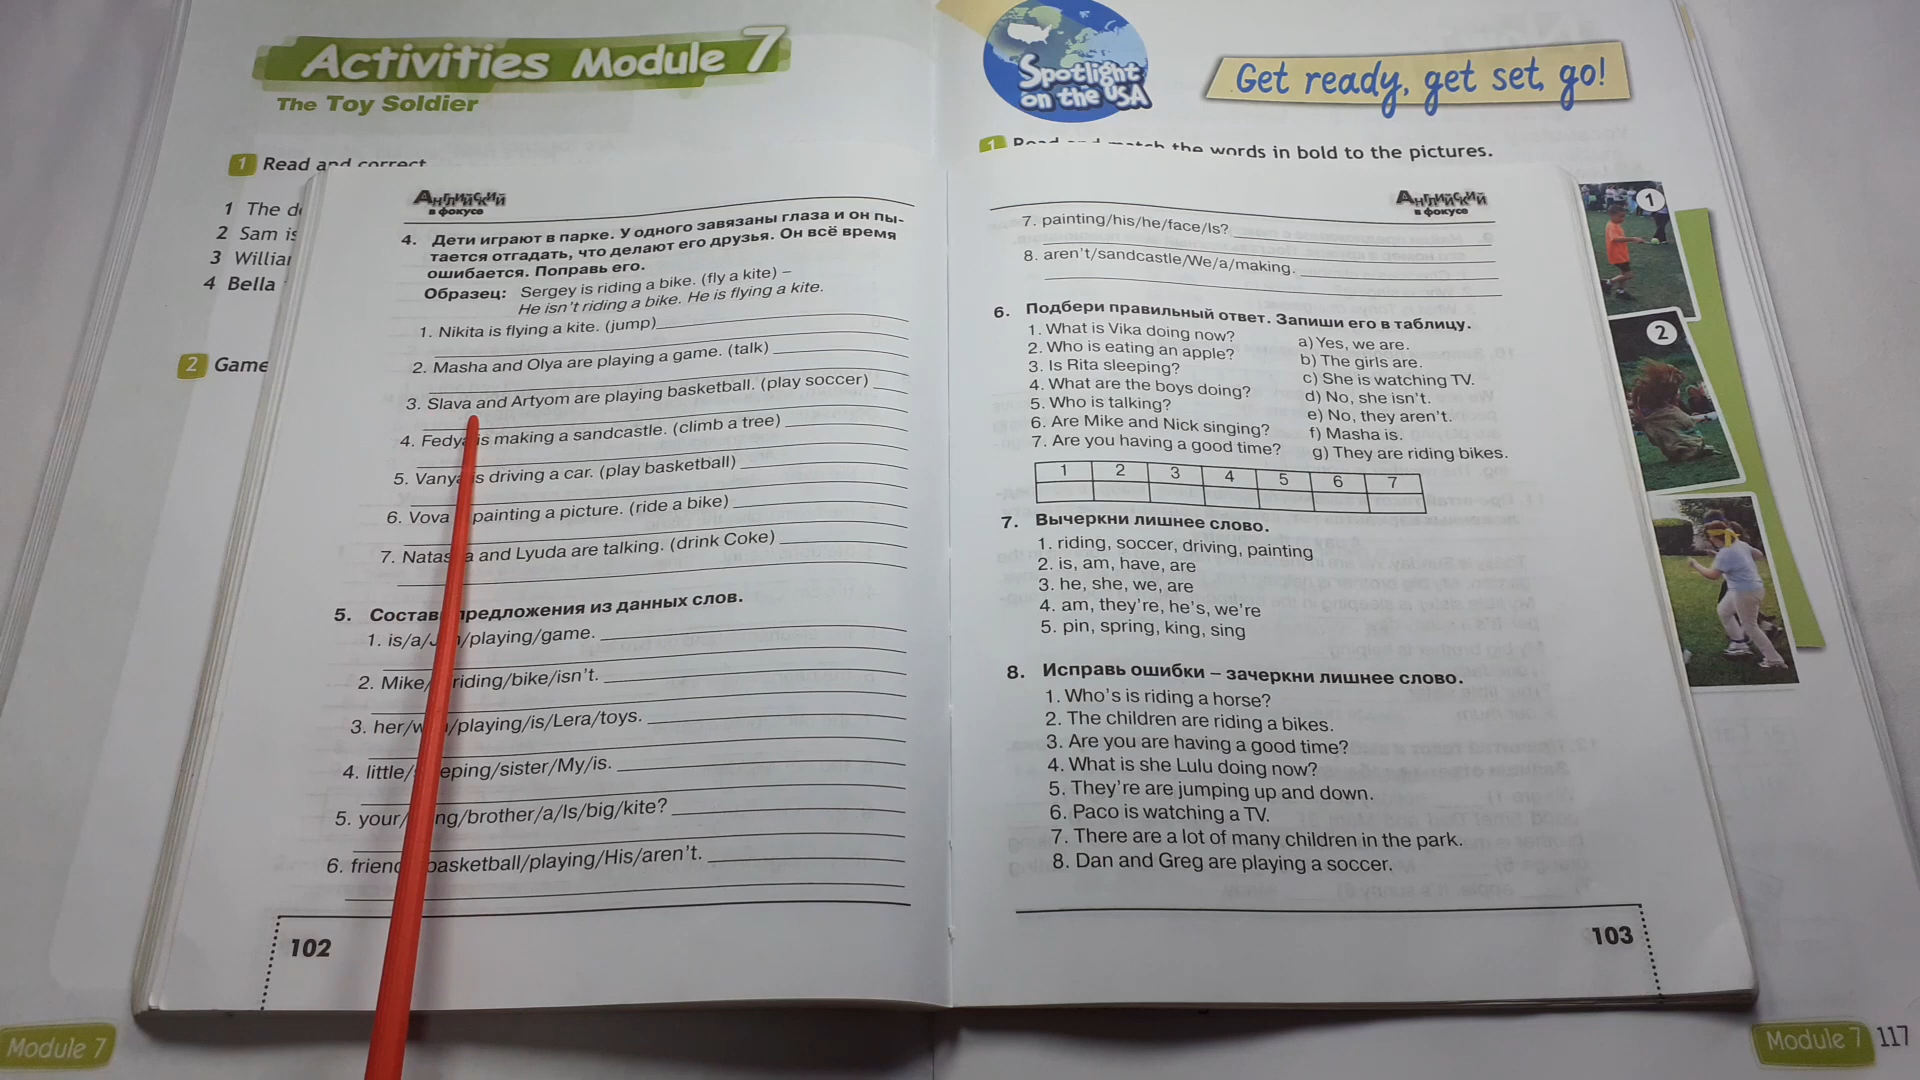 Activities Module 7
The Toy Soldier
1 Read and correct
1 The
2 Sam is
3
4 Bella
2 Game
Module 7
Английский
в фокусе
4. Дети играют в парке. У одного завязаны глаза и он пы-
тается отгадать, что делают его друзья. Он всё время
ошибается. Поправь его.
Образец: Sergey is riding a bike. (fly a kite) –
He isn't riding a bike. He is flying a kite.
1. Nikita is flying a kite. (jump)
2. Masha and Olya are playing a game. (talk)
3. Slava and Artyom are playing basketball. (play soccer)
4. Fedya is making a sandcastle. (climb a tree)
5. Vanya is driving a car. (play basketball)
6. Vova painting a picture. (ride a bike)
7. Natasha and Lyuda are talking. (drink Coke)
5. Составь предложения из данных слов.
1. is/a/ /playing/game.
2. Mike/ riding/bike/isn't.
3. her/ /playing/is/Lera/toys.
4. little/sleeping/sister/My/is.
5. your/ /brother/a/Is/big/kite?
6. basketball/playing/His/aren't.
102
Spotlight
on the USA
Get ready, get set, go!
1 Read and match the words in bold to the pictures.
1
2
Английский
в фокусе
7. painting/his/he/face/Is?
8. aren't/sandcastle/We/a/making.
6. Подбери правильный ответ. Запиши его в таблицу.
1. What is Vika doing now? a) Yes, we are.
2. Who is eating an apple? b) The girls are.
3. Is Rita sleeping? c) She is watching TV.
4. What are the boys doing? d) No, she isn't.
5. Who is talking? e) No, they aren't.
6. Are Mike and Nick singing? f) Masha is.
7. Are you having a good time? g) They are riding bikes.
1 2 3 4 5 6 7
7. Вычеркни лишнее слово.
1. riding, soccer, driving, painting
2. is, am, have, are
3. he, she, we, are
4. am, they're, he's, we're
5. pin, spring, king, sing
8. Исправь ошибки – зачеркни лишнее слово.
1. Who's is riding a horse?
2. The children are riding a bikes.
3. Are you are having a good time?
4. What is she Lulu doing now?
5. They're are jumping up and down.
6. Paco is watching a TV.
7. There are a lot of many children in the park.
8. Dan and Greg are playing a soccer.
103
Module 7 117